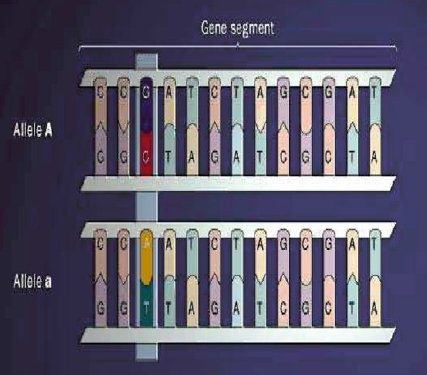 Gene segment
C C G A T C T A G C G A T
Allele A
G G C T A G A T C G C T A
C C A A T C T A G C G A T
Allele a
G G T T A G A T C G C T A